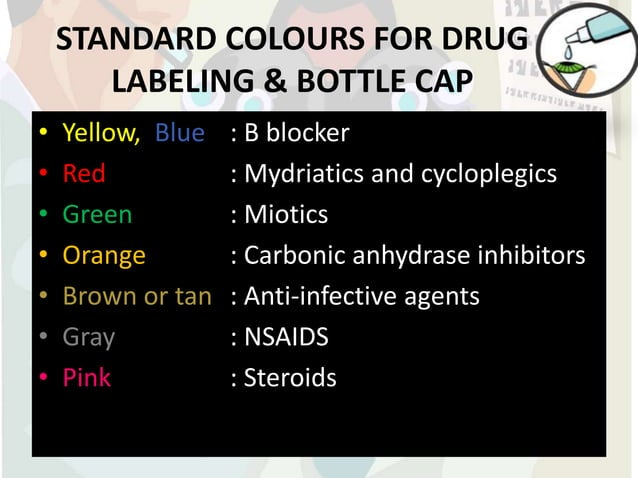 STANDARD COLOURS FOR DRUG
LABELING & BOTTLE CAP
• Yellow, Blue : B blocker
• Red : Mydriatics and cycloplegics
• Green : Miotics
• Orange : Carbonic anhydrase inhibitors
• Brown or tan : Anti-infective agents
• Gray : NSAIDS
• Pink : Steroids